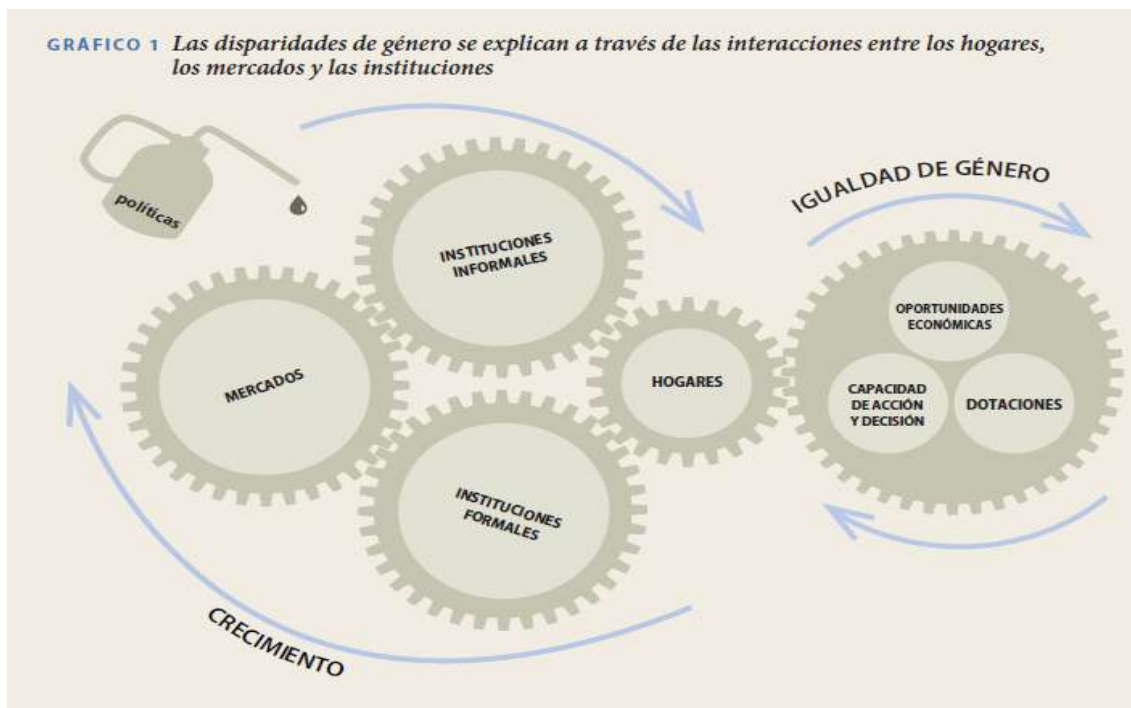 GRÁFICO 1 Las disparidades de género se explican a través de las interacciones entre los hogares,
los mercados y las instituciones
políticas
INSTITUCIONES
INFORMALES
IGUALDAD DE GÉNERO
OPORTUNIDADES
ECONÓMICAS
MERCADOS
HOGARES
CAPACIDAD
DE ACCIÓN
Y DECISIÓN
DOTACIONES
INSTITUCIONES
FORMALES
CRECIMIENTO